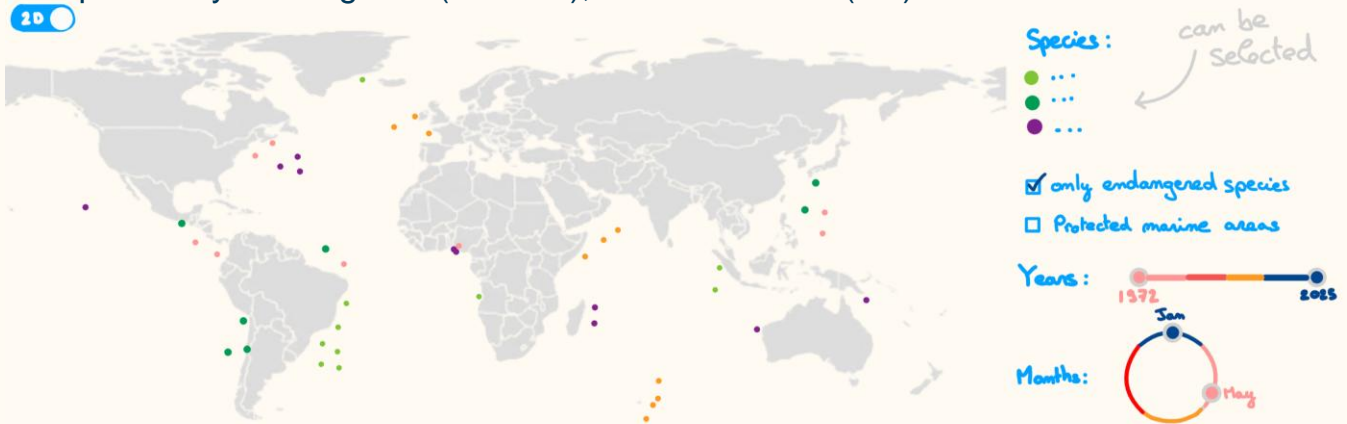 2D
Species:
can be
selected
...
...
...
only endangered species
Protected marine areas
Years:
1972
2025
Jan
Months:
May